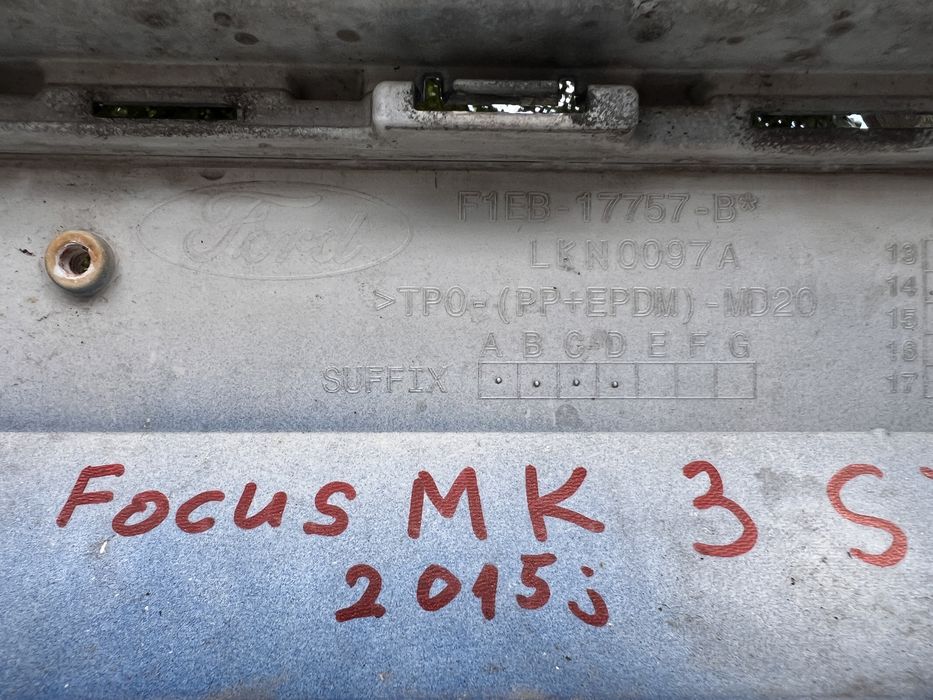 Ford
F1EB-17757-B*
LKN0097A
>TPO-(PP+EPDM)-MD20
A B C D E F G
SUFFIX
13
14
15
16
17
Focus MK 3 S
2015j